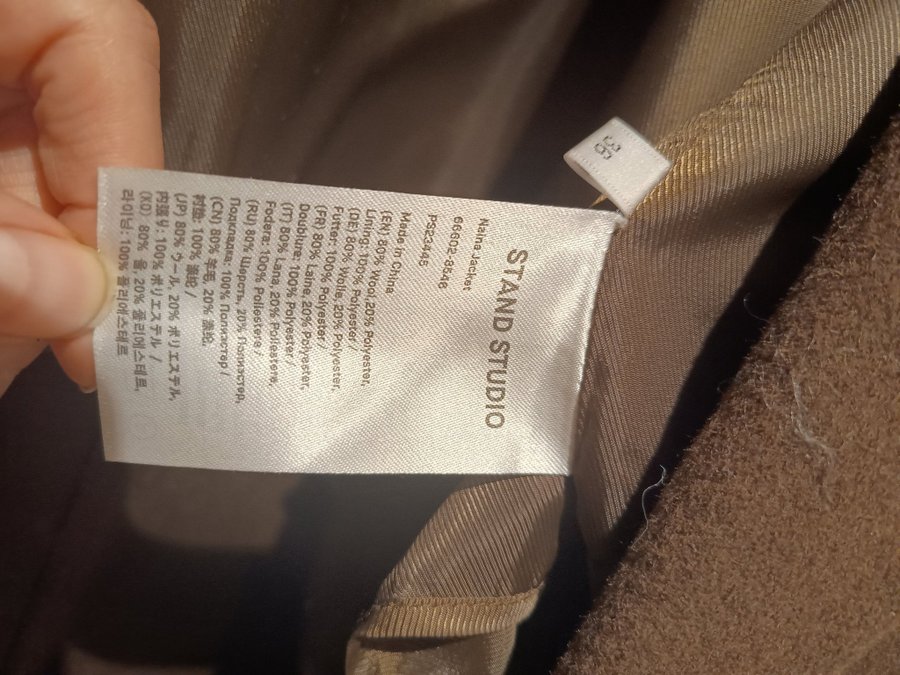 STAND STUDIO
Naina Jacket
66602-8546
PS23445
Made in China
(EN) 80% Wool, 20% Polyester,
Lining: 100% Polyester /
(DE) 80% Wolle, 20% Polyester,
Futter: 100% Polyester/
(FR) 80% Laine 20% Polyester,
Doublure: 100% Polyester /
(IT) 80% Lana, 20% Poliestere,
Fodera: 100% Poliestere /
(RU) 80% Шерсть, 20% Полиэстер,
Подкладка: 100% Полиэстер /
(CN) 80% 羊毛, 20% 涤纶,
衬垫: 100% 涤纶 /
(JP) 80% ウール, 20% ポリエステル,
内張り: 100% ポリエステル /
(KO) 80% 울, 20% 폴리에스테르,
라이닝: 100% 폴리에스테르
38